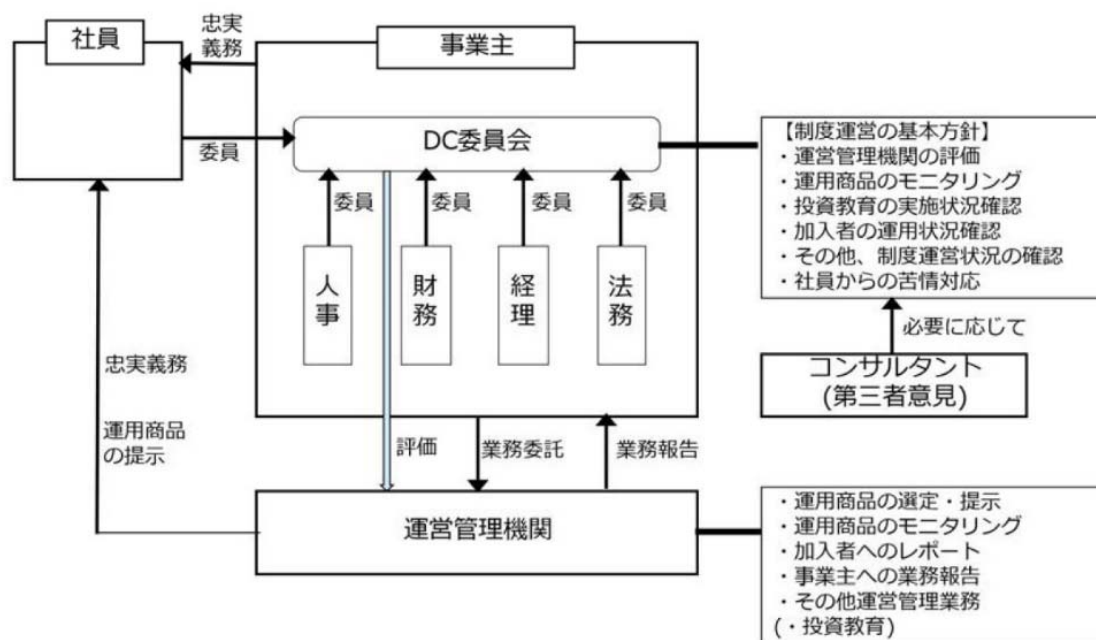 社員
忠実
義務
事業主
委員
DC委員会
委員
委員
委員
委員
人事
財務
経理
法務
【制度運営の基本方針】
・運営管理機関の評価
・運用商品のモニタリング
・投資教育の実施状況確認
・加入者の運用状況確認
・その他、制度運営状況の確認
・社員からの苦情対応
必要に応じて
コンサルタント
(第三者意見)
忠実義務
運用商品
の提示
評価
業務委託
業務報告
運営管理機関
・運用商品の選定・提示
・運用商品のモニタリング
・加入者へのレポート
・事業主への業務報告
・その他運営管理業務
(・投資教育)